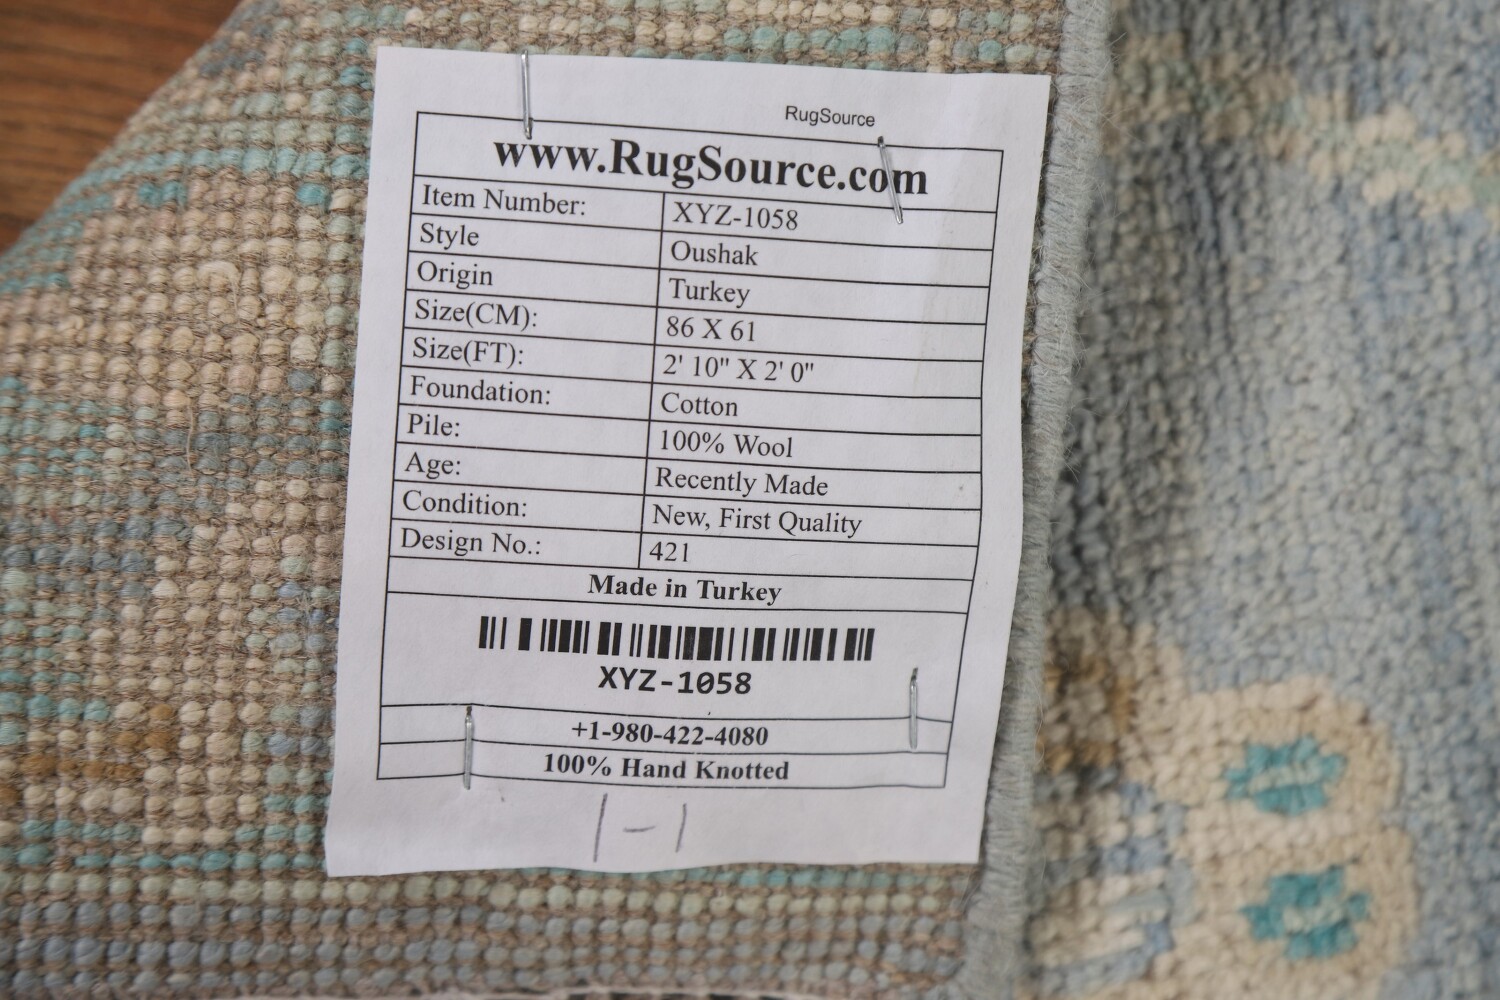 RugSource
www.RugSource.com
Item Number: XYZ-1058
Style Oushak
Origin Turkey
Size(CM): 86 X 61
Size(FT): 2' 10" X 2' 0"
Foundation: Cotton
Pile: 100% Wool
Age: Recently Made
Condition: New, First Quality
Design No.: 421
Made in Turkey
XYZ-1058
+1-980-422-4080
100% Hand Knotted
1-1